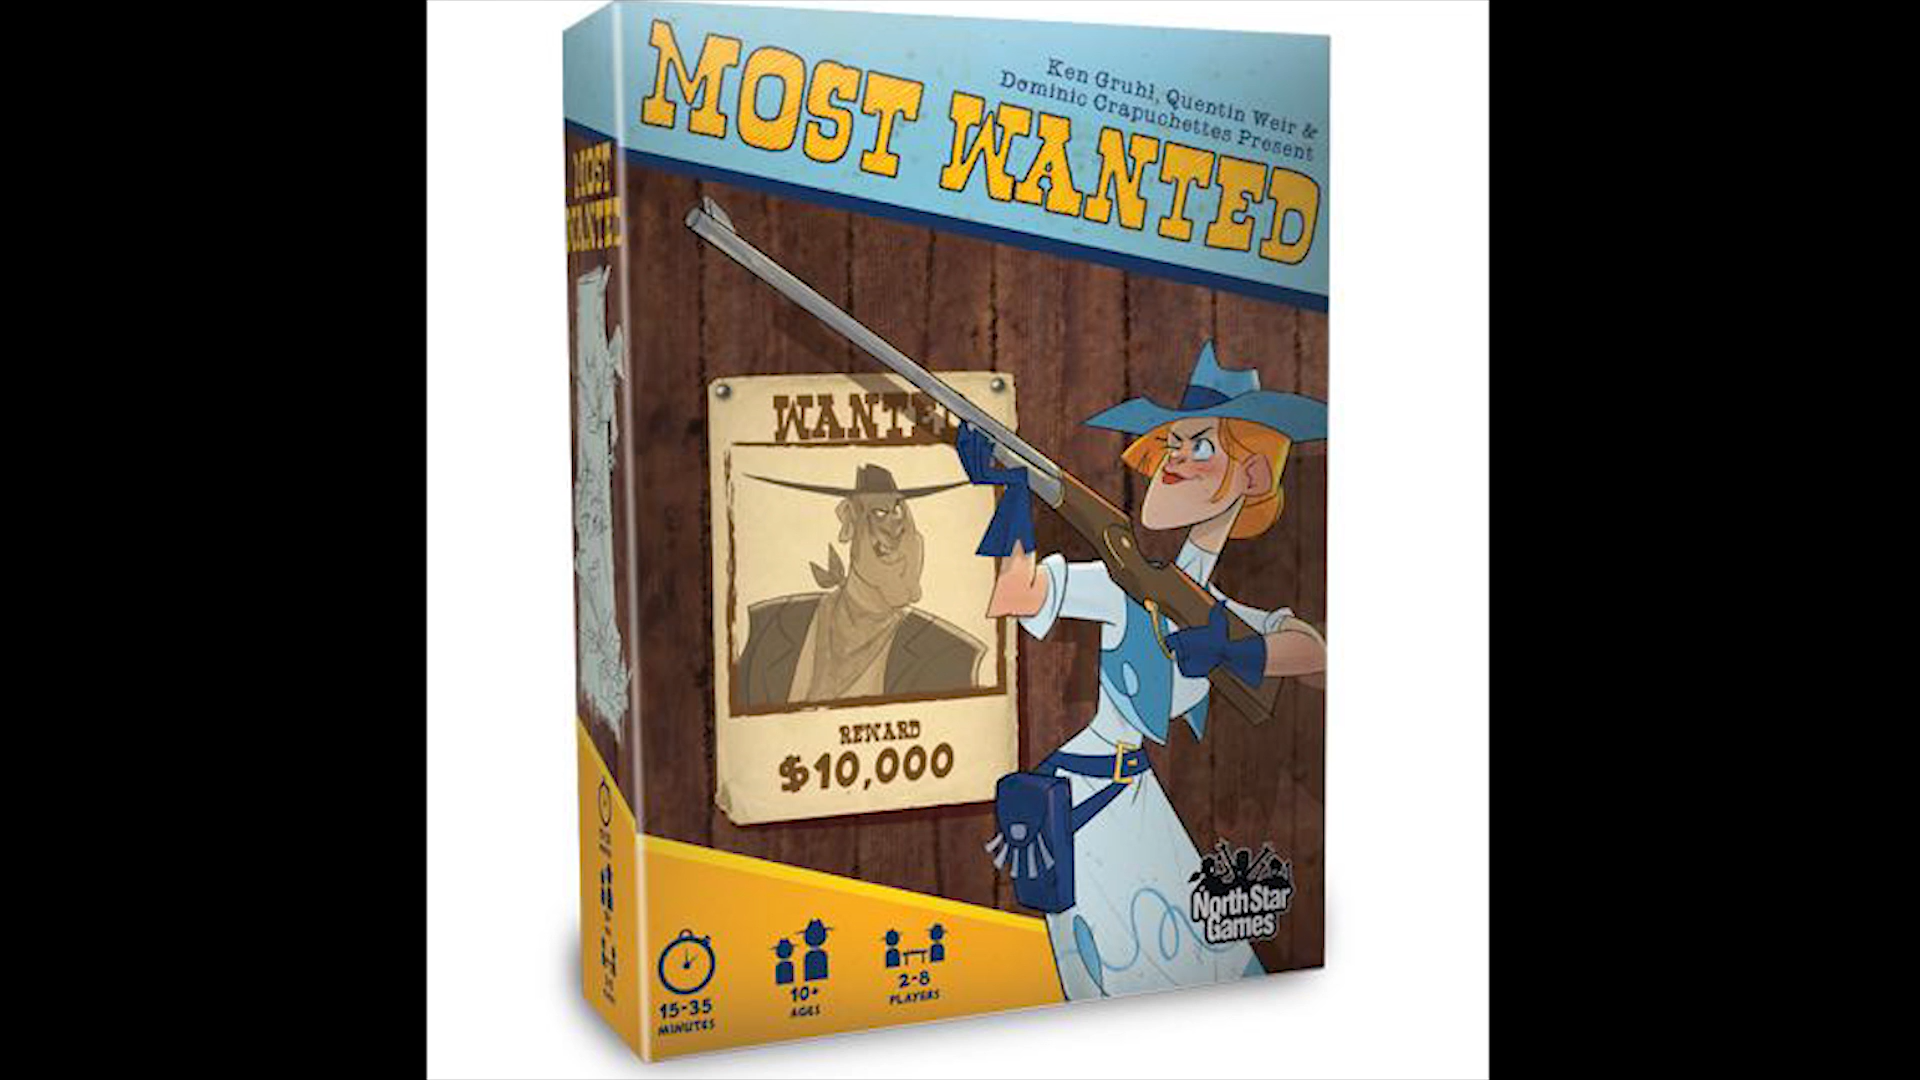 Ken Gruhl, Quentin Weir &
Dominic Crapuchettes Present
MOST WANTED
MOST
WANTED
WANTED
REWARD
$10,000
15-35
MINUTES
10+
AGES
2-8
PLAYERS
North Star
Games